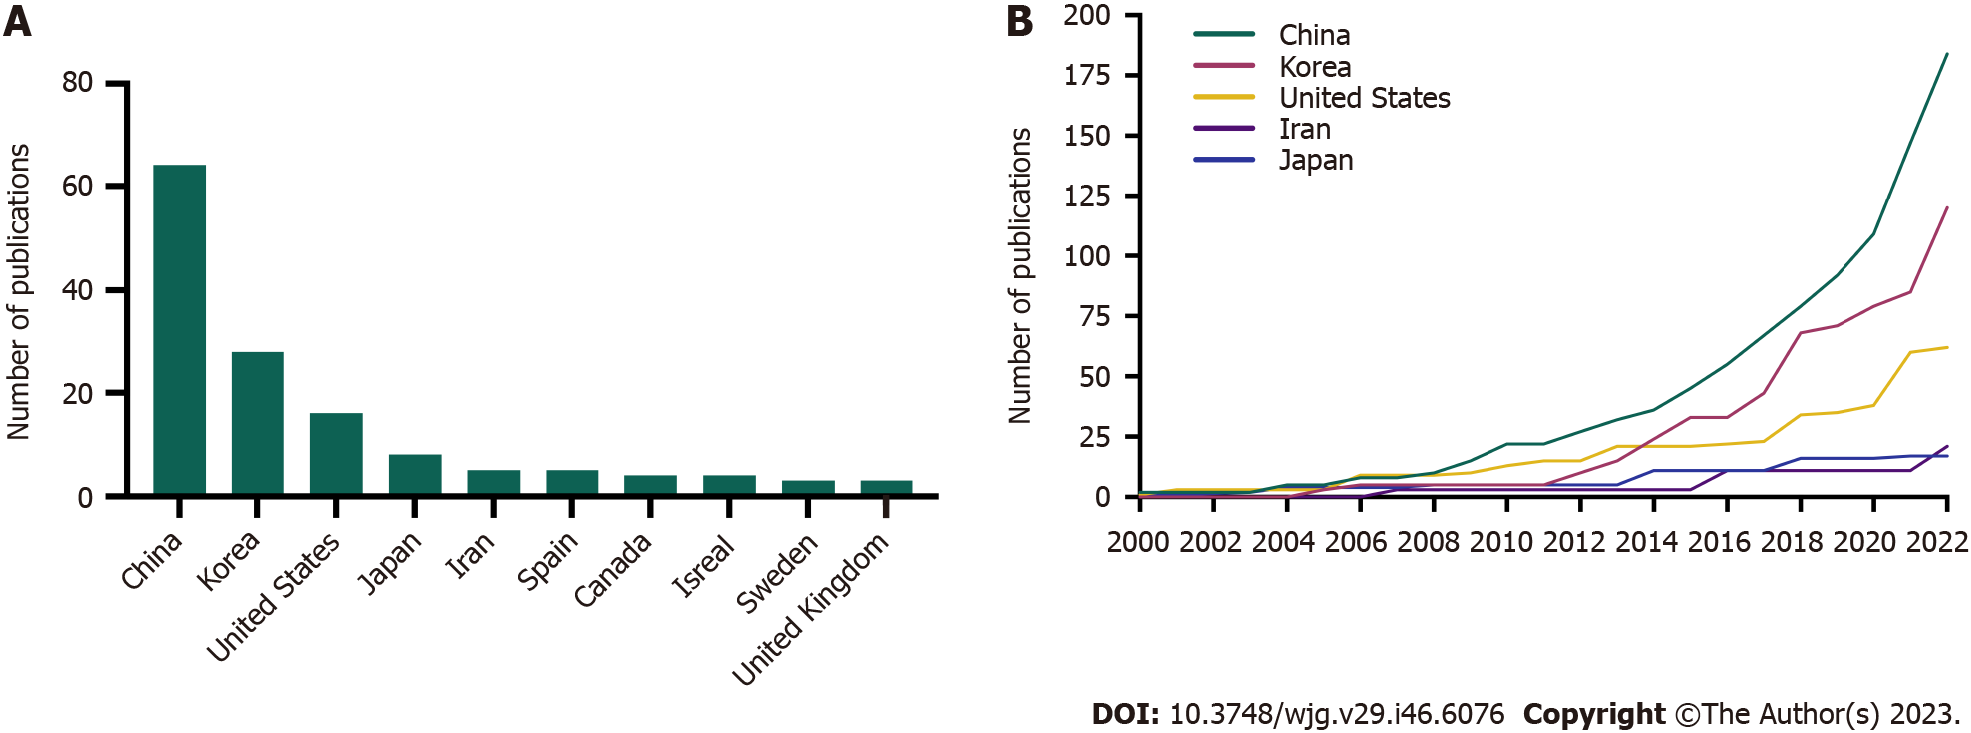 A
Number of publications
80
60
40
20
0
China
Korea
United States
Japan
Iran
Spain
Canada
Isreal
Sweden
United Kingdom
B
Number of publications
200
175
150
125
100
75
50
25
0
China
Korea
United States
Iran
Japan
2000 2002 2004 2006 2008 2010 2012 2014 2016 2018 2020 2022
DOI: 10.3748/wjg.v29.i46.6076 Copyright ©The Author(s) 2023.